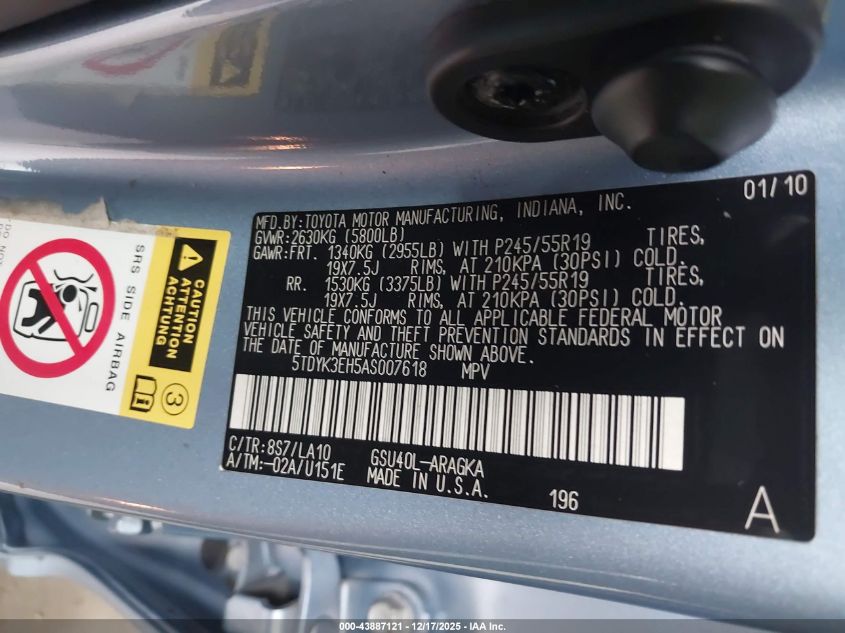 01/10
MFD.BY:TOYOTA MOTOR MANUFACTURING, INDIANA, INC.
GVWR:2630KG (5800LB)
GAWR:FRT. 1340KG (2955LB) WITH P245/55R19 TIRES,
19X7.5J RIMS, AT 210KPA (30PSI) COLD.
RR. 1530KG (3375LB) WITH P245/55R19 TIRES,
19X7.5J RIMS, AT 210KPA (30PSI) COLD.
THIS VEHICLE CONFORMS TO ALL APPLICABLE FEDERAL MOTOR
VEHICLE SAFETY AND THEFT PREVENTION STANDARDS IN EFFECT ON
THE DATE OF MANUFACTURE SHOWN ABOVE.
5TDYK3EH5AS007618 MPV
C/TR:8S7/LA10 GSU40L-ARAGKA
A/TM:-02A/U151E MADE IN U.S.A.
196
A
CAUTION
ATTENTION
ACHTUNG
SRS SIDE AIRBAG
3
000-43887121 - 12/17/2025 - IAA Inc.